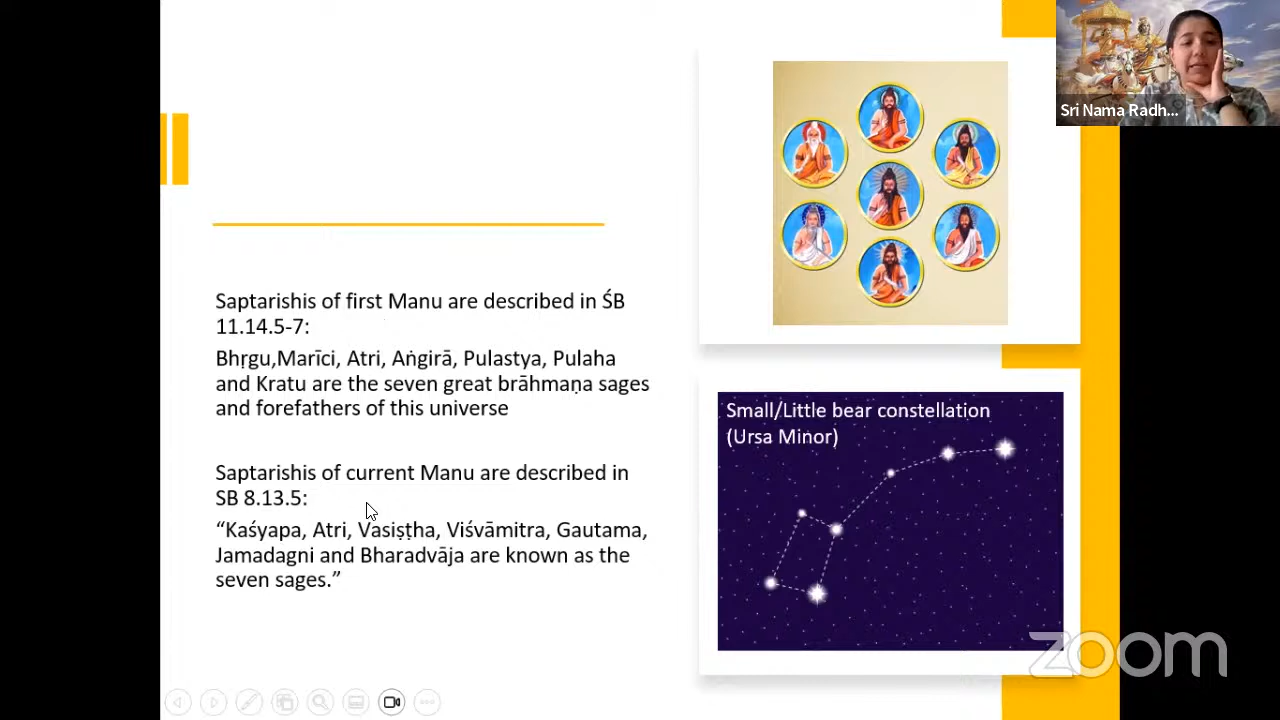 Saptarishis of first Manu are described in ŚB
11.14.5-7:
Bhṛgu,Marīci, Atri, Aṅgirā, Pulastya, Pulaha
and Kratu are the seven great brāhmaṇa sages
and forefathers of this universe
Saptarishis of current Manu are described in
SB 8.13.5:
“Kaśyapa, Atri, Vasiṣṭha, Viśvāmitra, Gautama,
Jamadagni and Bharadvāja are known as the
seven sages.”
Sri Nama Radh...
Small/Little bear constellation
(Ursa Minor)
zoom